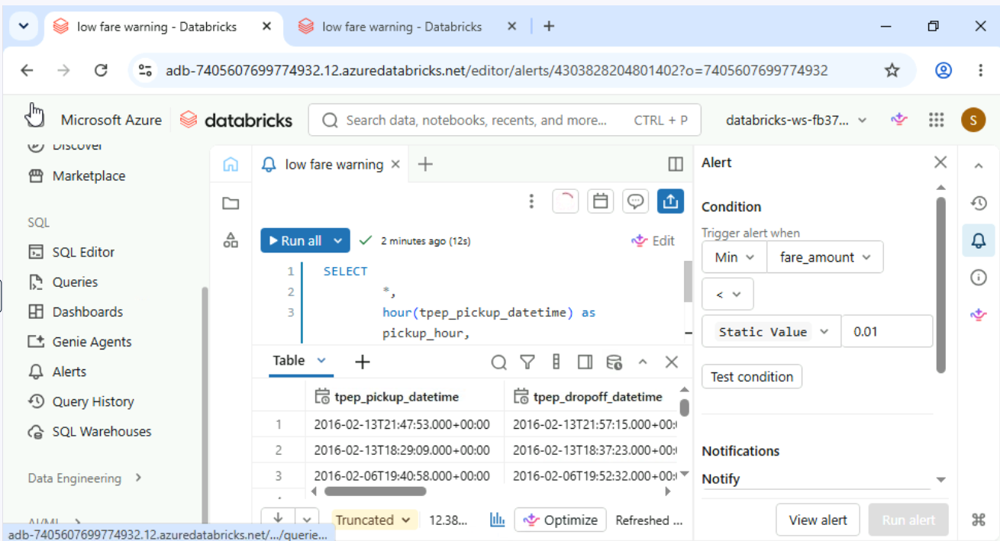 low fare warning - Databricks
low fare warning - Databricks
adb-7405607699774932.12.azuredatabricks.net/editor/alerts/4303828204801402?o=7405607699774932
Microsoft Azure
databricks
Search data, notebooks, recents, and more...
CTRL + P
databricks-ws-fb37...
S
Discover
Marketplace
SQL
SQL Editor
Queries
Dashboards
Genie Agents
Alerts
Query History
SQL Warehouses
Data Engineering
AI/ML
adb-7405607699774932.12.azuredatabricks.net/.../querie...
low fare warning
Run all
2 minutes ago (12s)
Edit
1 SELECT
2 *,
3 hour(tpep_pickup_datetime) as
pickup_hour,
Table
tpep_pickup_datetime tpep_dropoff_datetime
1 2016-02-13T21:47:53.000+00:00 2016-02-13T21:57:15.000+00:
2 2016-02-13T18:29:09.000+00:00 2016-02-13T18:37:23.000+00:
3 2016-02-06T19:40:58.000+00:00 2016-02-06T19:52:32.000+00:
Truncated
12.38...
Optimize
Refreshed ...
Alert
Condition
Trigger alert when
Min
fare_amount
<
Static Value
0.01
Test condition
Notifications
Notify
View alert
Run alert